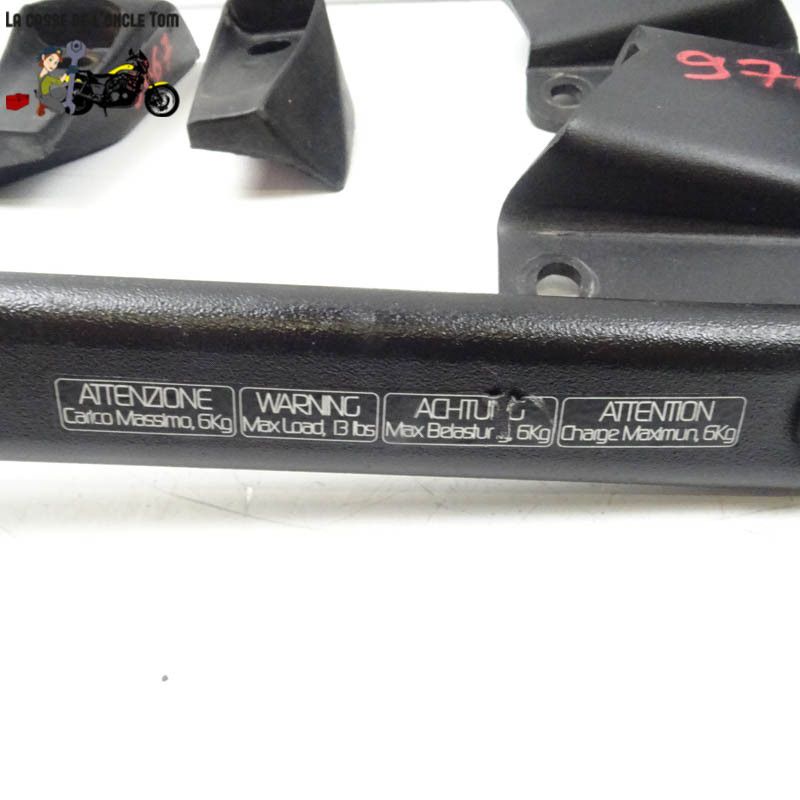 La casse de L'oncle Tom
ATTENZIONE
Carico Massimo, 6Kg
WARNING
Max Load, 13 lbs
Max 6Kg
ATTENTION
Charge Maximun, 6Kg